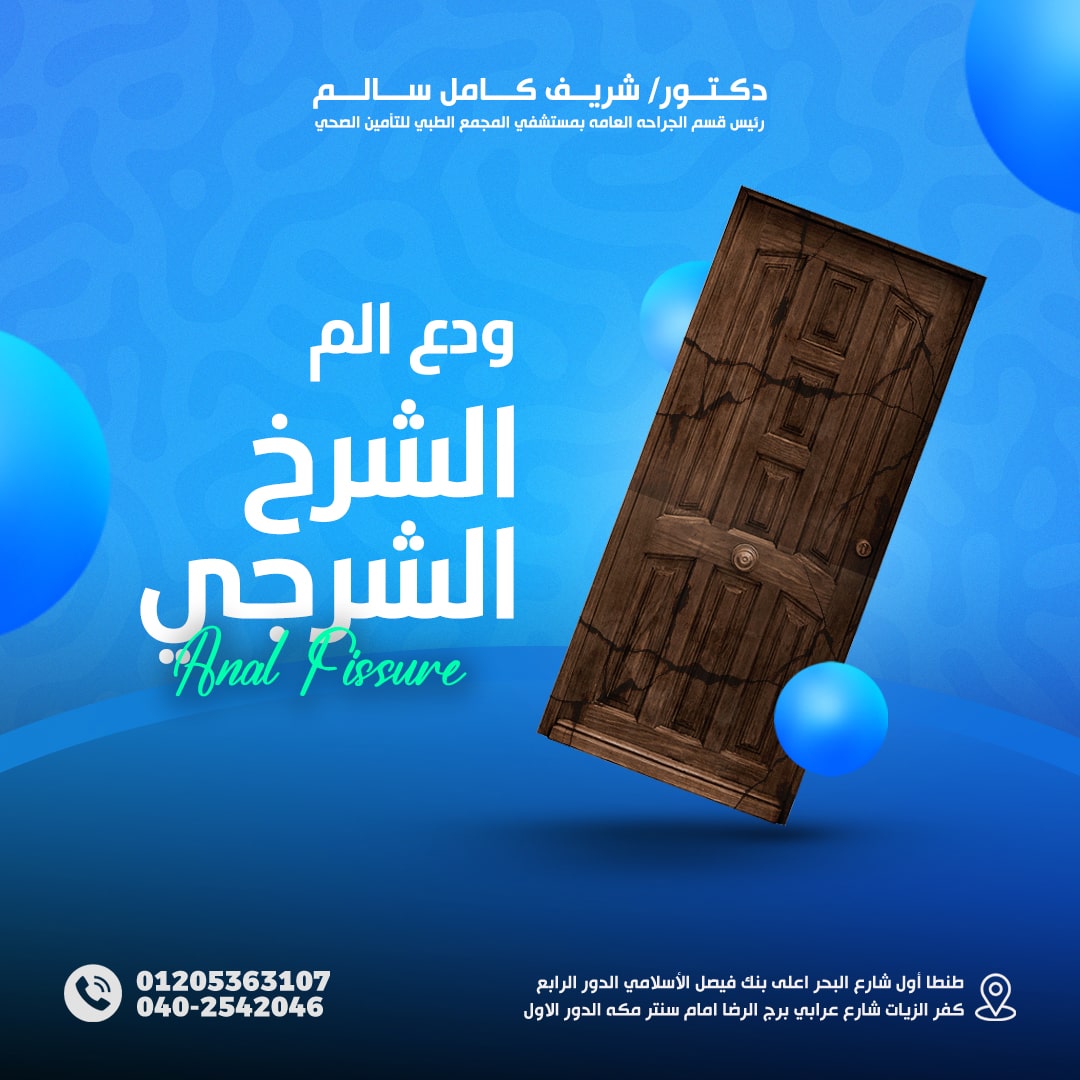 دكتور/ شريف كامل سالم
رئيس قسم الجراحه العامه بمستشفي المجمع الطبي للتأمين الصحي
ودع الم
الشرخ
الشرجي
Anal Fissure
طنطا أول شارع البحر اعلى بنك فيصل الأسلامي الدور الرابع
كفر الزيات شارع عرابي برج الرضا امام سنتر مكه الدور الاول
01205363107
040-2542046